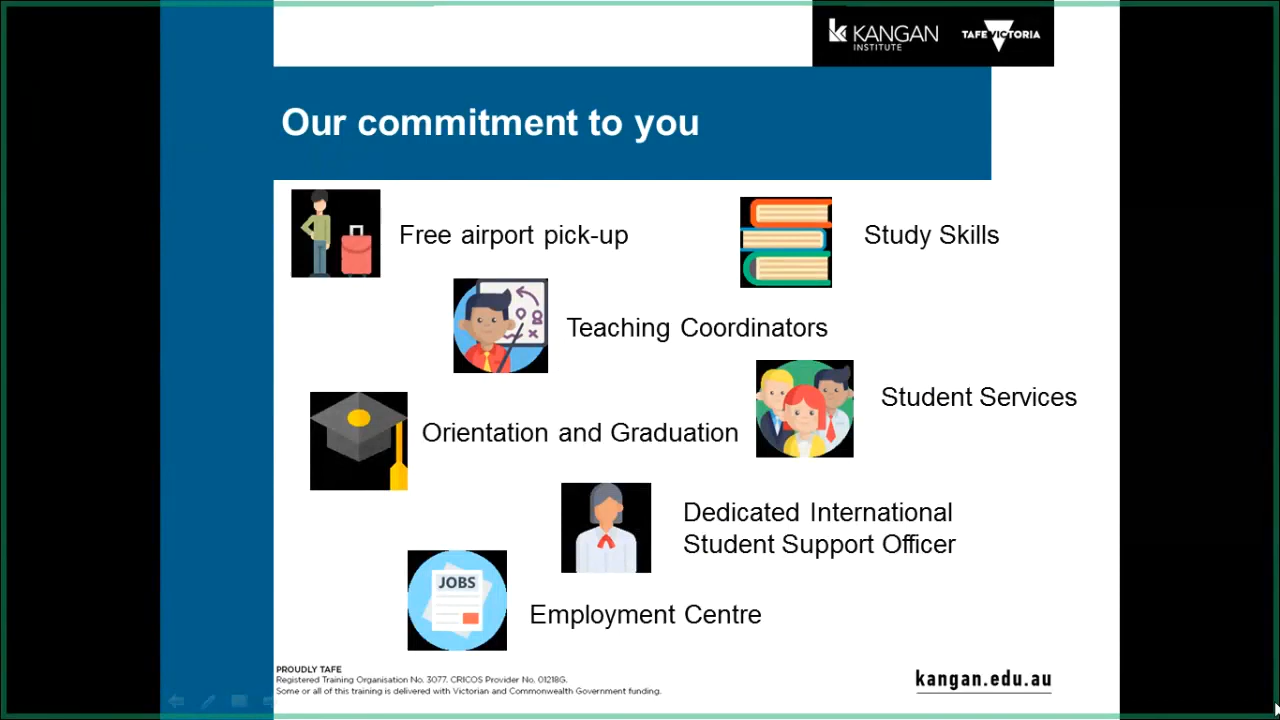 KANGAN
INSTITUTE
TAFE VICTORIA
Our commitment to you
Free airport pick-up
Study Skills
Teaching Coordinators
Student Services
Orientation and Graduation
Dedicated International
Student Support Officer
JOBS
Employment Centre
PROUDLY TAFE
Registered Training Organisation No. 3077. CRICOS Provider No. 01218G.
Some or all of this training is delivered with Victorian and Commonwealth Government funding.
kangan.edu.au